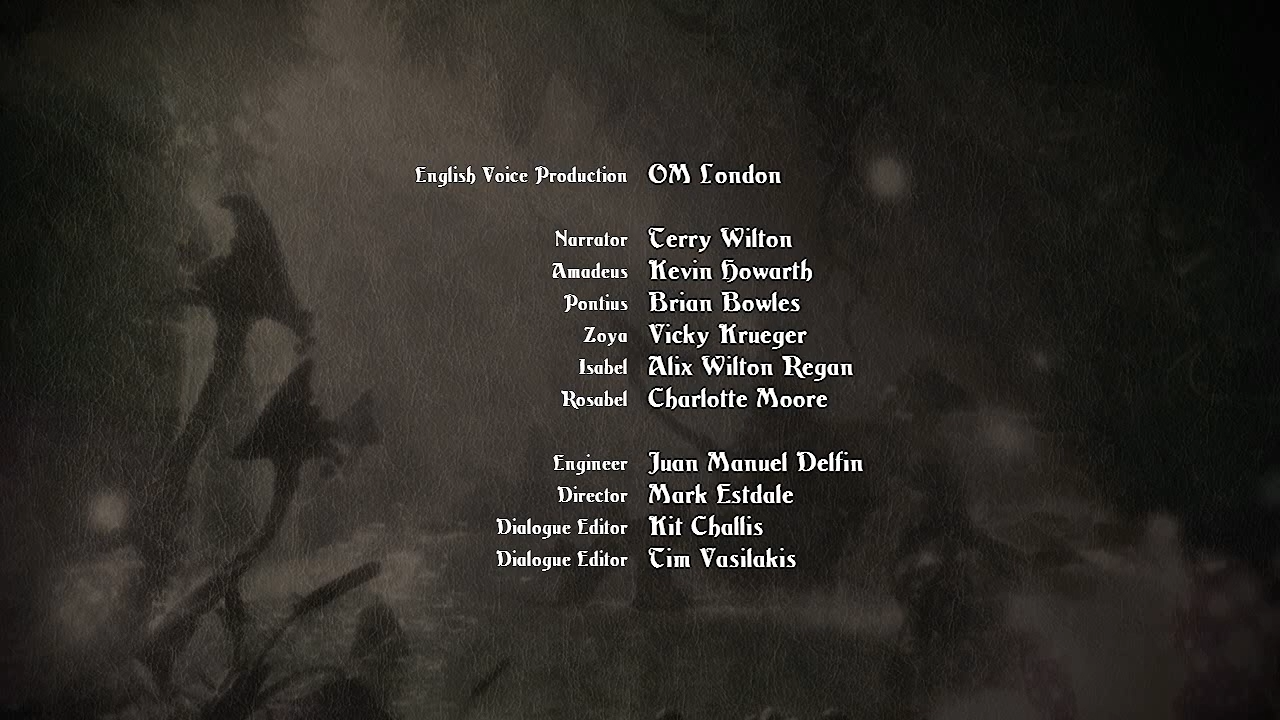 English Voice Production OM London
Narrator Terry Wilton
Amadeus Kevin Howarth
Pontius Brian Bowles
Zoya Vicky Krueger
Isabel Alix Wilton Regan
Rosabel Charlotte Moore
Engineer Juan Manuel Delfin
Director Mark Estdale
Dialogue Editor Kit Challis
Dialogue Editor Tim Vasilakis